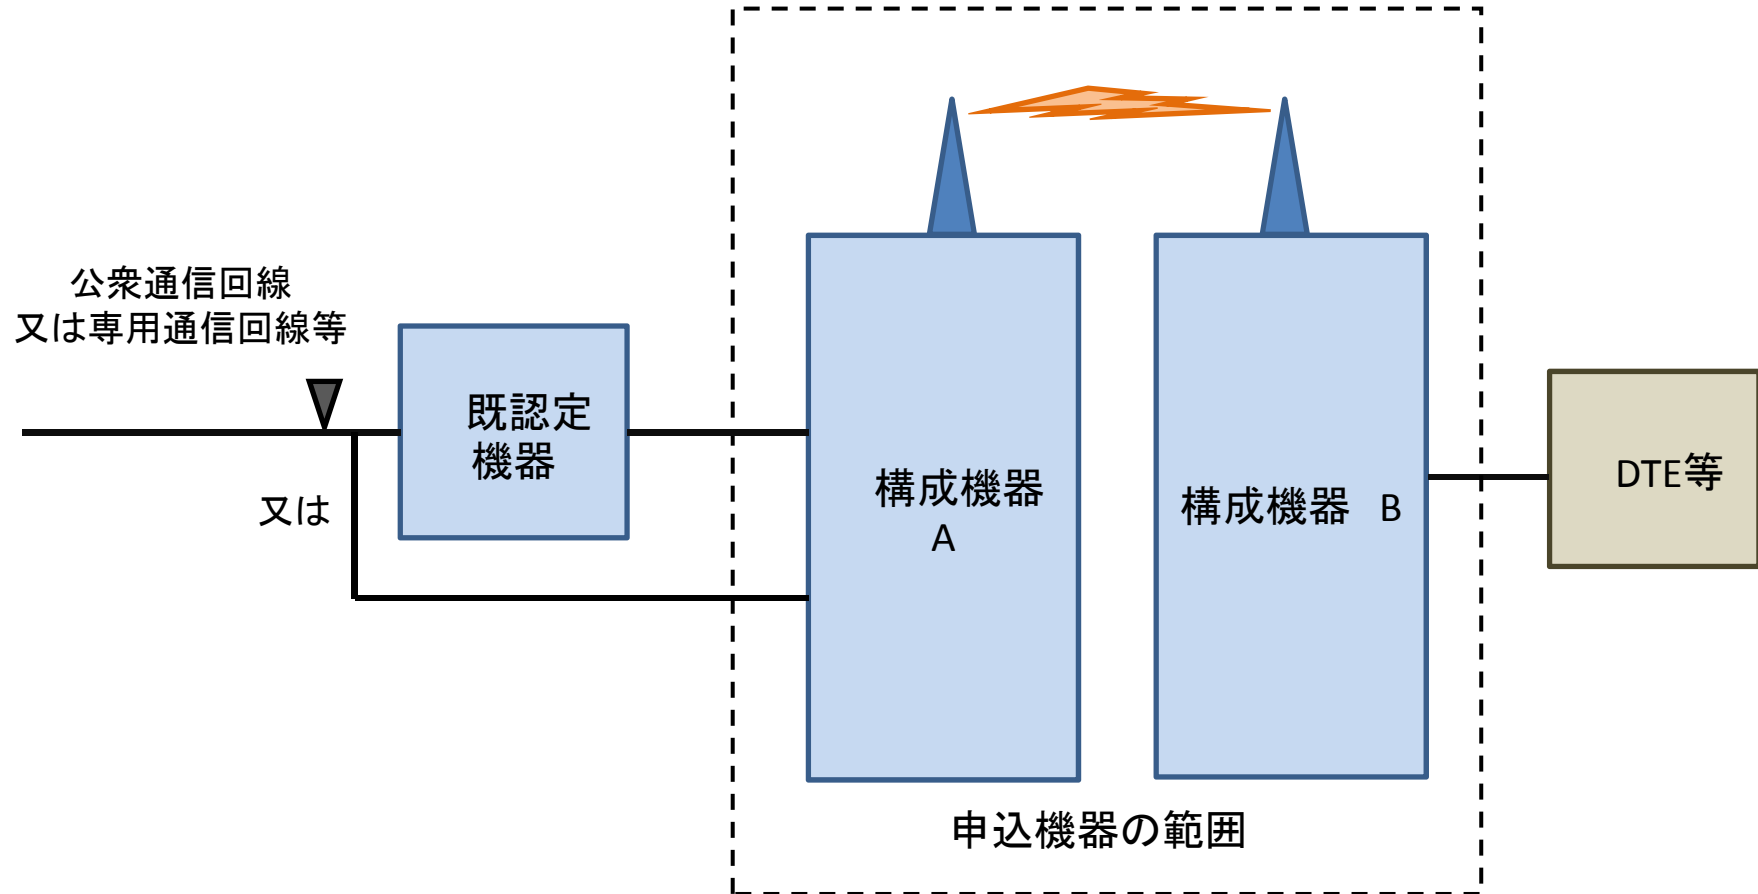 公衆通信回線
又は専用通信回線等
既認定
機器
又は
構成機器
A
構成機器 B
DTE等
申込機器の範囲